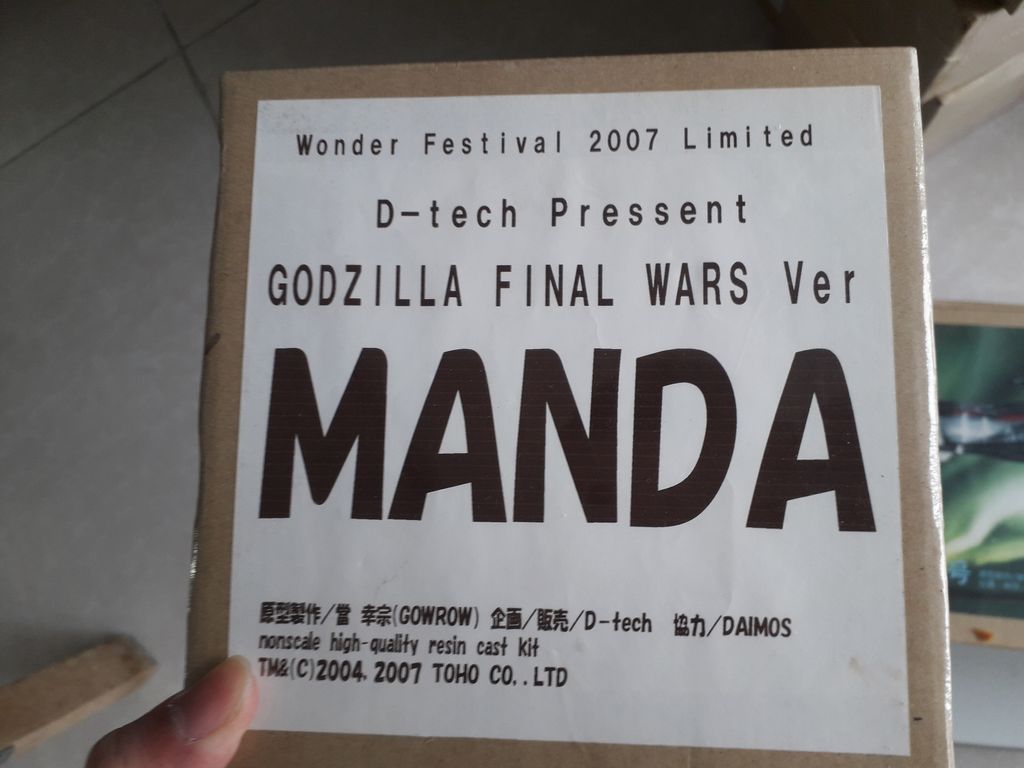 Wonder Festival 2007 Limited
D-tech Pressent
GODZILLA FINAL WARS Ver
MANDA
原型製作/當 幸宗(GOWROW) 企画/販売/D-tech 協力/DAIMOS
nonscale high-quality resin cast kit
TM&(C)2004, 2007 TOHO CO,.LTD